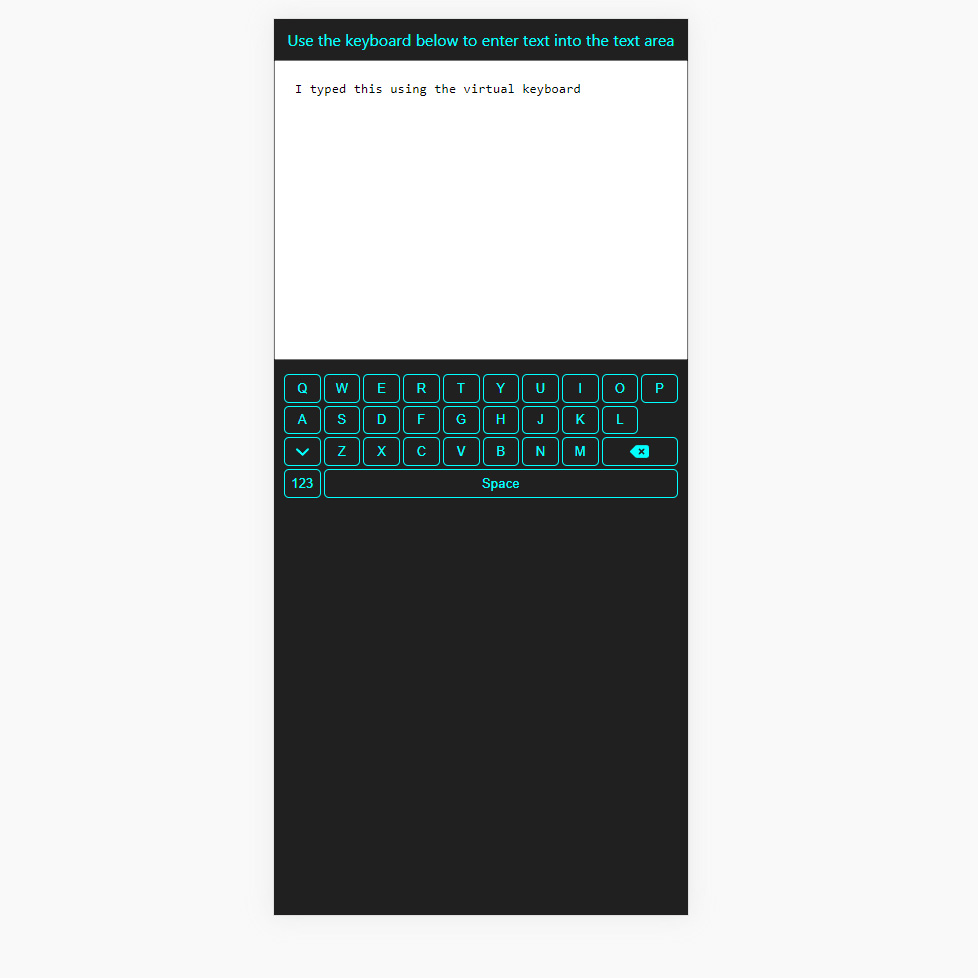 Use the keyboard below to enter text into the text area
I typed this using the virtual keyboard
Q W E R T Y U I O P
A S D F G H J K L
Z X C V B N M
123 Space